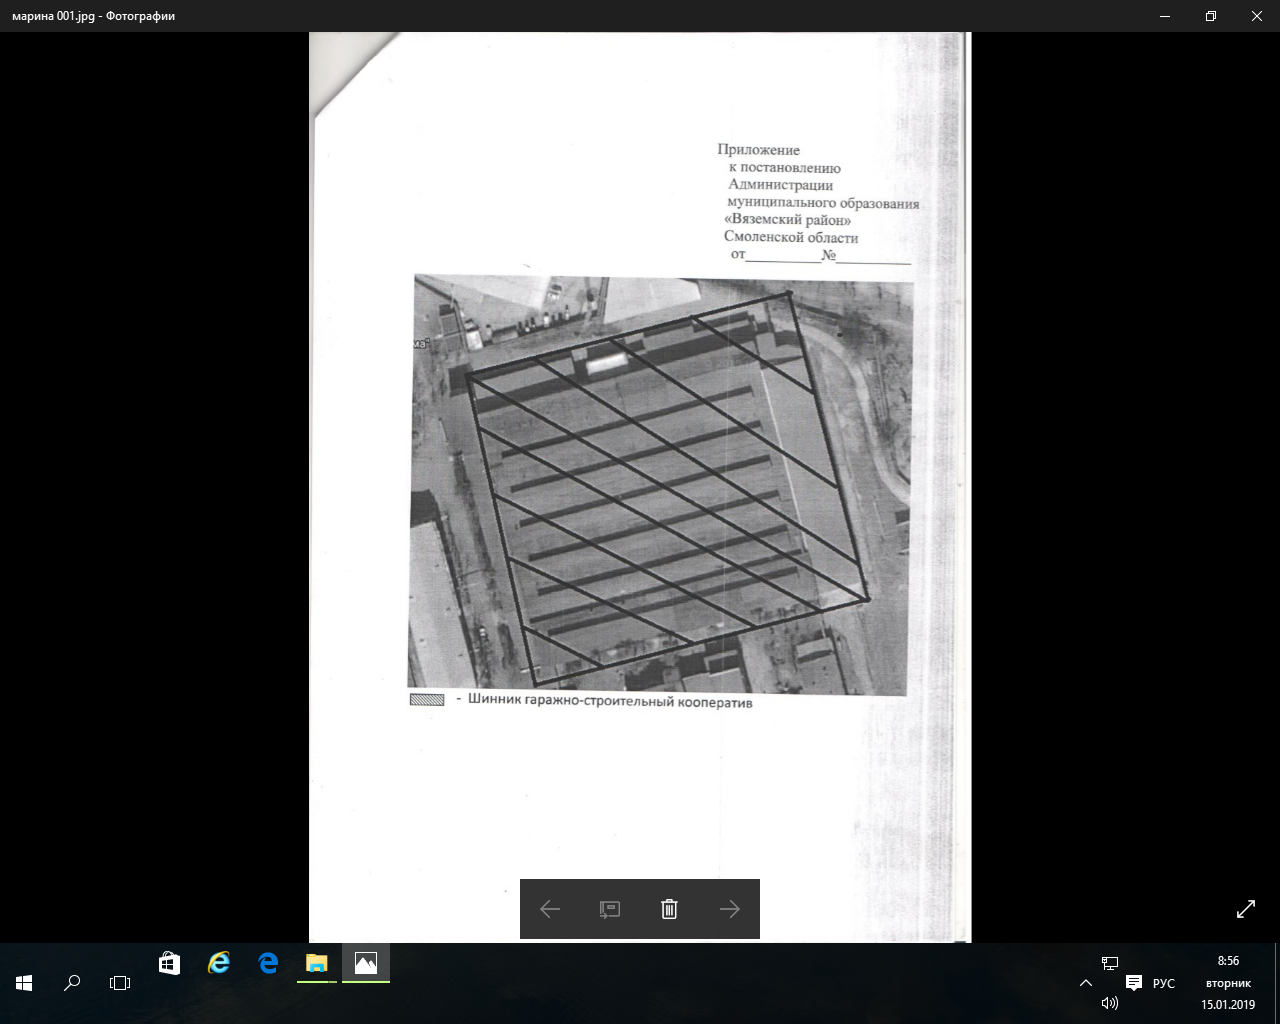 марина 001.jpg - Фотографии
Приложение
к постановлению
Администрации
муниципального образования
«Вяземский район»
Смоленской области
от__________№__________
ма"
- Шинник гаражно-строительный кооператив
8:56
РУС
вторник
15.01.2019